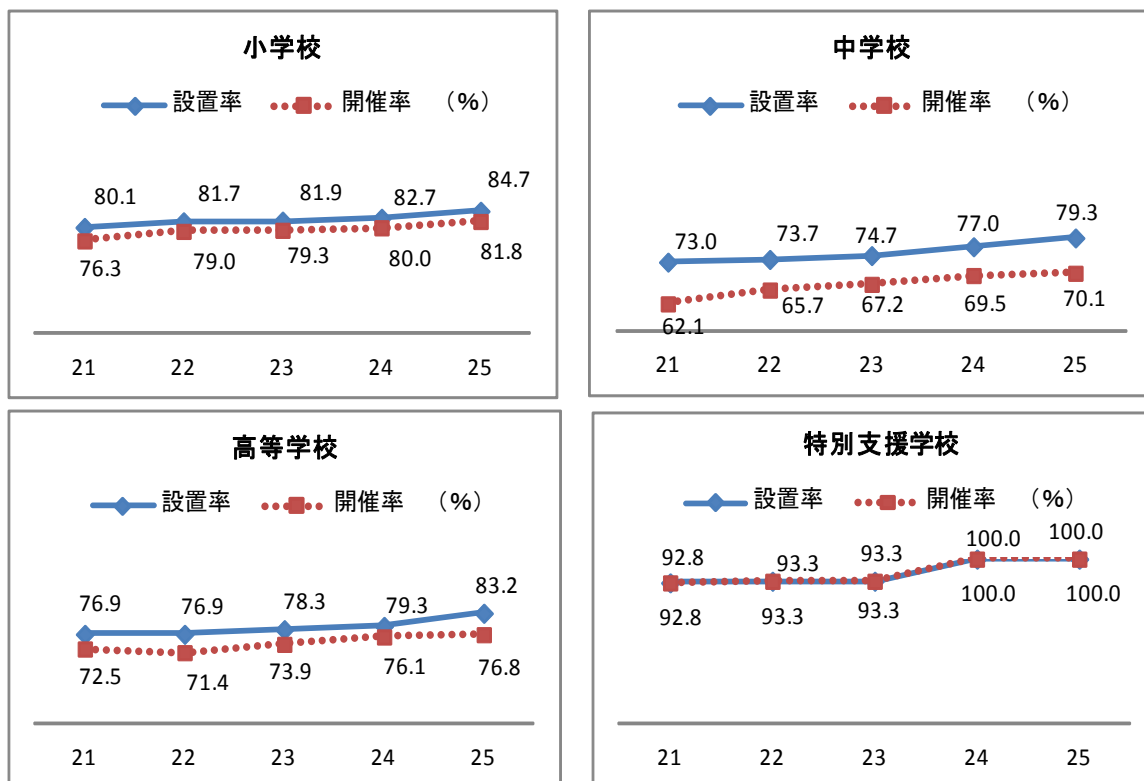 小学校
設置率 開催率 （%）
80.1 81.7 81.9 82.7 84.7
76.3 79.0 79.3 80.0 81.8
21 22 23 24 25
中学校
設置率 開催率 （%）
73.0 73.7 74.7 77.0 79.3
62.1 65.7 67.2 69.5 70.1
21 22 23 24 25
高等学校
設置率 開催率 （%）
76.9 76.9 78.3 79.3 83.2
72.5 71.4 73.9 76.1 76.8
21 22 23 24 25
特別支援学校
設置率 開催率 （%）
92.8 93.3 93.3 100.0 100.0
92.8 93.3 93.3 100.0 100.0
21 22 23 24 25